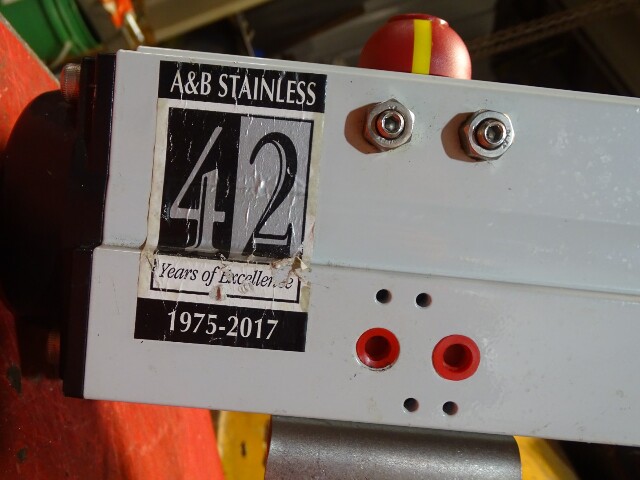 A&B STAINLESS
42
Years of Excellence
1975-2017